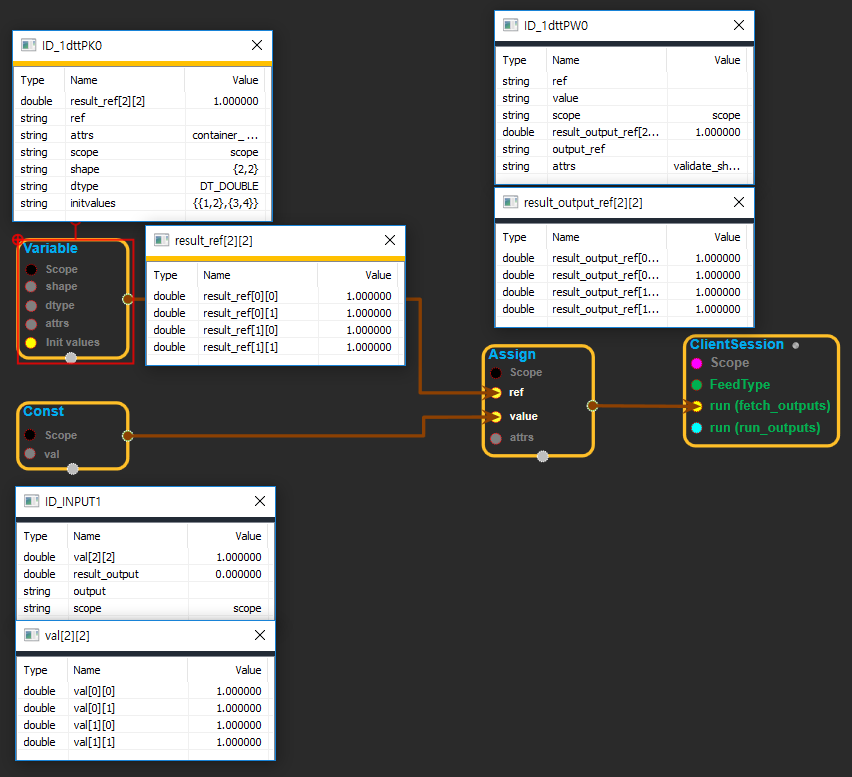 ID_1dttPK0
Type Name Value
double result_ref[2][2] 1.000000
string ref
string attrs container_ ...
string scope scope
string shape {2,2}
string dtype DT_DOUBLE
string initvalues {{1,2},{3,4}}
ID_1dttPW0
Type Name Value
string ref
string value
string scope scope
double result_output_ref[2... 1.000000
string output_ref
string attrs validate_sh...
result_output_ref[2][2]
Type Name Value
double result_output_ref[0... 1.000000
double result_output_ref[0... 1.000000
double result_output_ref[1... 1.000000
double result_output_ref[1... 1.000000
Variable
Scope
shape
dtype
attrs
Init values
result_ref[2][2]
Type Name Value
double result_ref[0][0] 1.000000
double result_ref[0][1] 1.000000
double result_ref[1][0] 1.000000
double result_ref[1][1] 1.000000
Assign
Scope
ref
value
attrs
ClientSession
Scope
FeedType
run (fetch_outputs)
run (run_outputs)
Const
Scope
val
ID_INPUT1
Type Name Value
double val[2][2] 1.000000
double result_output 0.000000
string output
string scope scope
val[2][2]
Type Name Value
double val[0][0] 1.000000
double val[0][1] 1.000000
double val[1][0] 1.000000
double val[1][1] 1.000000